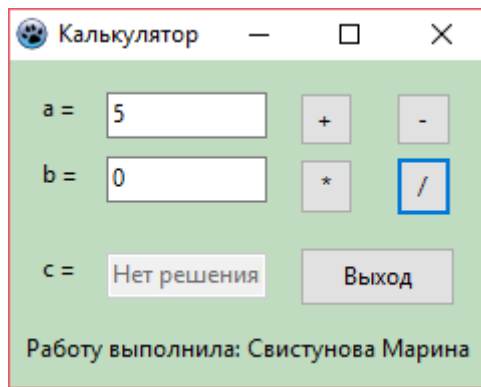 Калькулятор
a = 5 + -
b = 0 * /
c = Нет решения Выход
Работу выполнила: Свистунова Марина